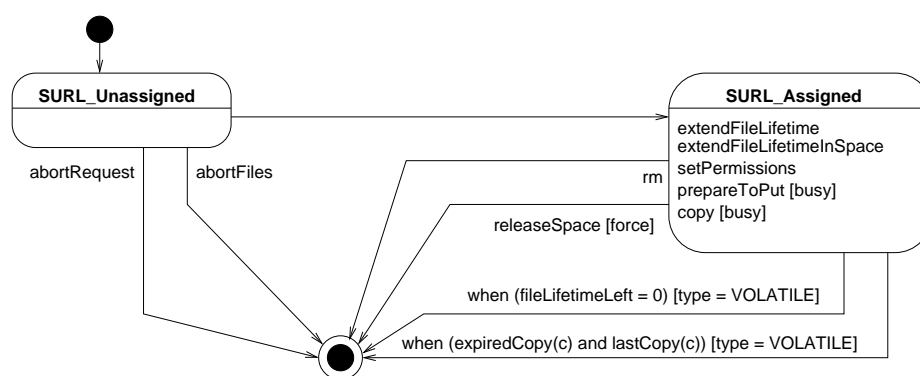 SURL_Unassigned
SURL_Assigned
extendFileLifetime
extendFileLifetimeInSpace
setPermissions
prepareToPut [busy]
copy [busy]
abortRequest
abortFiles
rm
releaseSpace [force]
when (fileLifetimeLeft = 0) [type = VOLATILE]
when (expiredCopy(c) and lastCopy(c)) [type = VOLATILE]